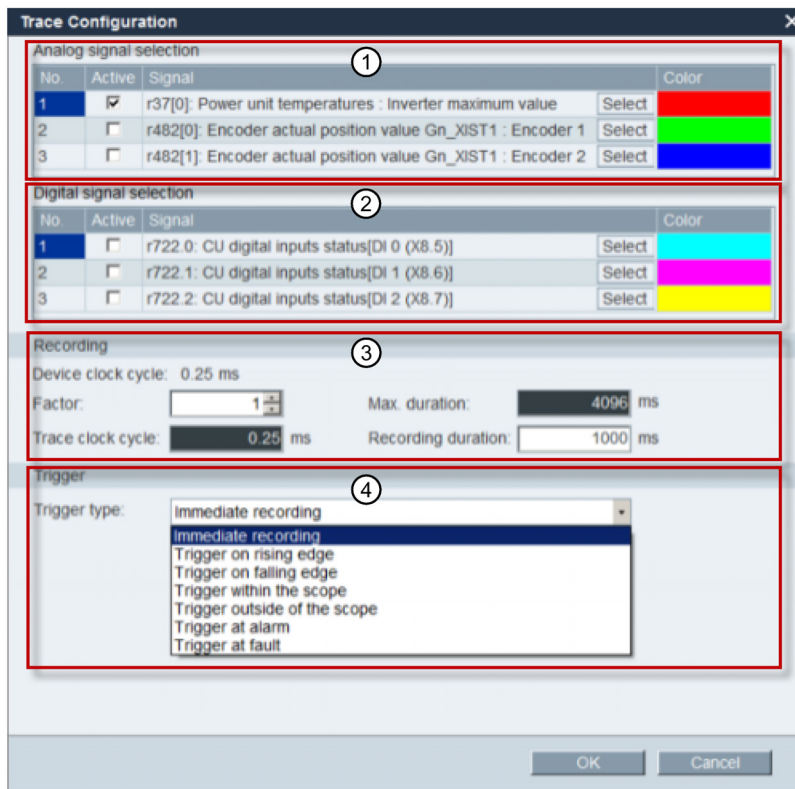 Trace Configuration X
Analog signal selection
①
No. Active Signal Color
1 r37[0]: Power unit temperatures : Inverter maximum value Select
2 r482[0]: Encoder actual position value Gn_XIST1 : Encoder 1 Select
3 r482[1]: Encoder actual position value Gn_XIST1 : Encoder 2 Select
Digital signal selection
②
No. Active Signal Color
1 r722.0: CU digital inputs status[DI 0 (X8.5)] Select
2 r722.1: CU digital inputs status[DI 1 (X8.6)] Select
3 r722.2: CU digital inputs status[DI 2 (X8.7)] Select
Recording
③
Device clock cycle: 0.25 ms
Factor: 1 Max. duration: 4096 ms
Trace clock cycle: 0.25 ms Recording duration: 1000 ms
Trigger
④
Trigger type: Immediate recording
Immediate recording
Trigger on rising edge
Trigger on falling edge
Trigger within the scope
Trigger outside of the scope
Trigger at alarm
Trigger at fault
OK Cancel